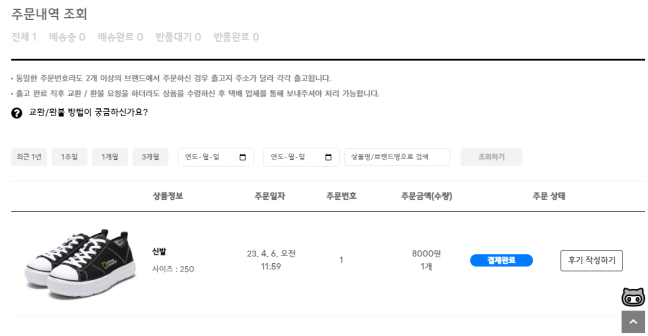 주문내역 조회
전체 1 배송중 0 배송완료 0 반품대기 0 반품완료 0
• 동일한 주문번호라도 2개 이상의 브랜드에서 주문하신 경우 출고지 주소가 달라 각각 출고됩니다.
• 출고 완료 직후 교환 / 환불 요청을 하더라도 상품을 수령하신 후 택배 업체를 통해 보내주셔야 처리 가능합니다.
? 교환/환불 방법이 궁금하신가요?
최근 1년 1주일 1개월 3개월 연도-월-일 연도-월-일 상품명/브랜드명으로 검색 조회하기
상품정보 주문일자 주문번호 주문금액(수량) 주문 상태
신발
사이즈 : 250
23. 4. 6. 오전
11:59
1
8000원
1개
결제완료
후기 작성하기